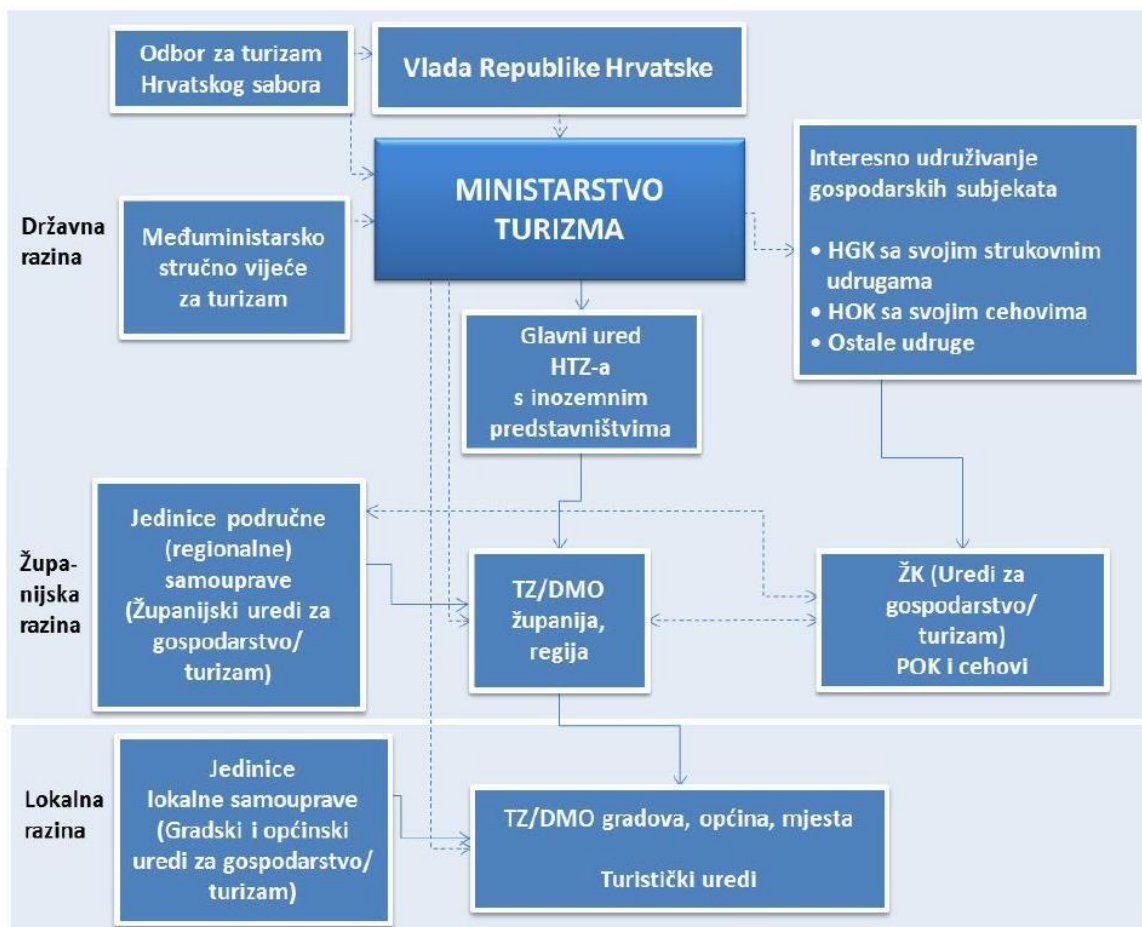 Odbor za turizam
Hrvatskog sabora
Vlada Republike Hrvatske
MINISTARSTVO
TURIZMA
Interesno udruživanje
gospodarskih subjekata
• HGK sa svojim strukovnim
udrugama
• HOK sa svojim cehovima
• Ostale udruge
Državna
razina
Međuministarsko
stručno vijeće
za turizam
Glavni ured
HTZ-a
s inozemnim
predstavništvima
Župa-
nijska
razina
Jedinice područne
(regionalne)
samouprave
(Županijski uredi za
gospodarstvo/
turizam)
TZ/DMO
županija,
regija
ŽK (Uredi za
gospodarstvo/
turizam)
POK i cehovi
Lokalna
razina
Jedinice
lokalne samouprave
(Gradski i općinski
uredi za gospodarstvo/
turizam)
TZ/DMO gradova, općina, mjesta
Turistički uredi